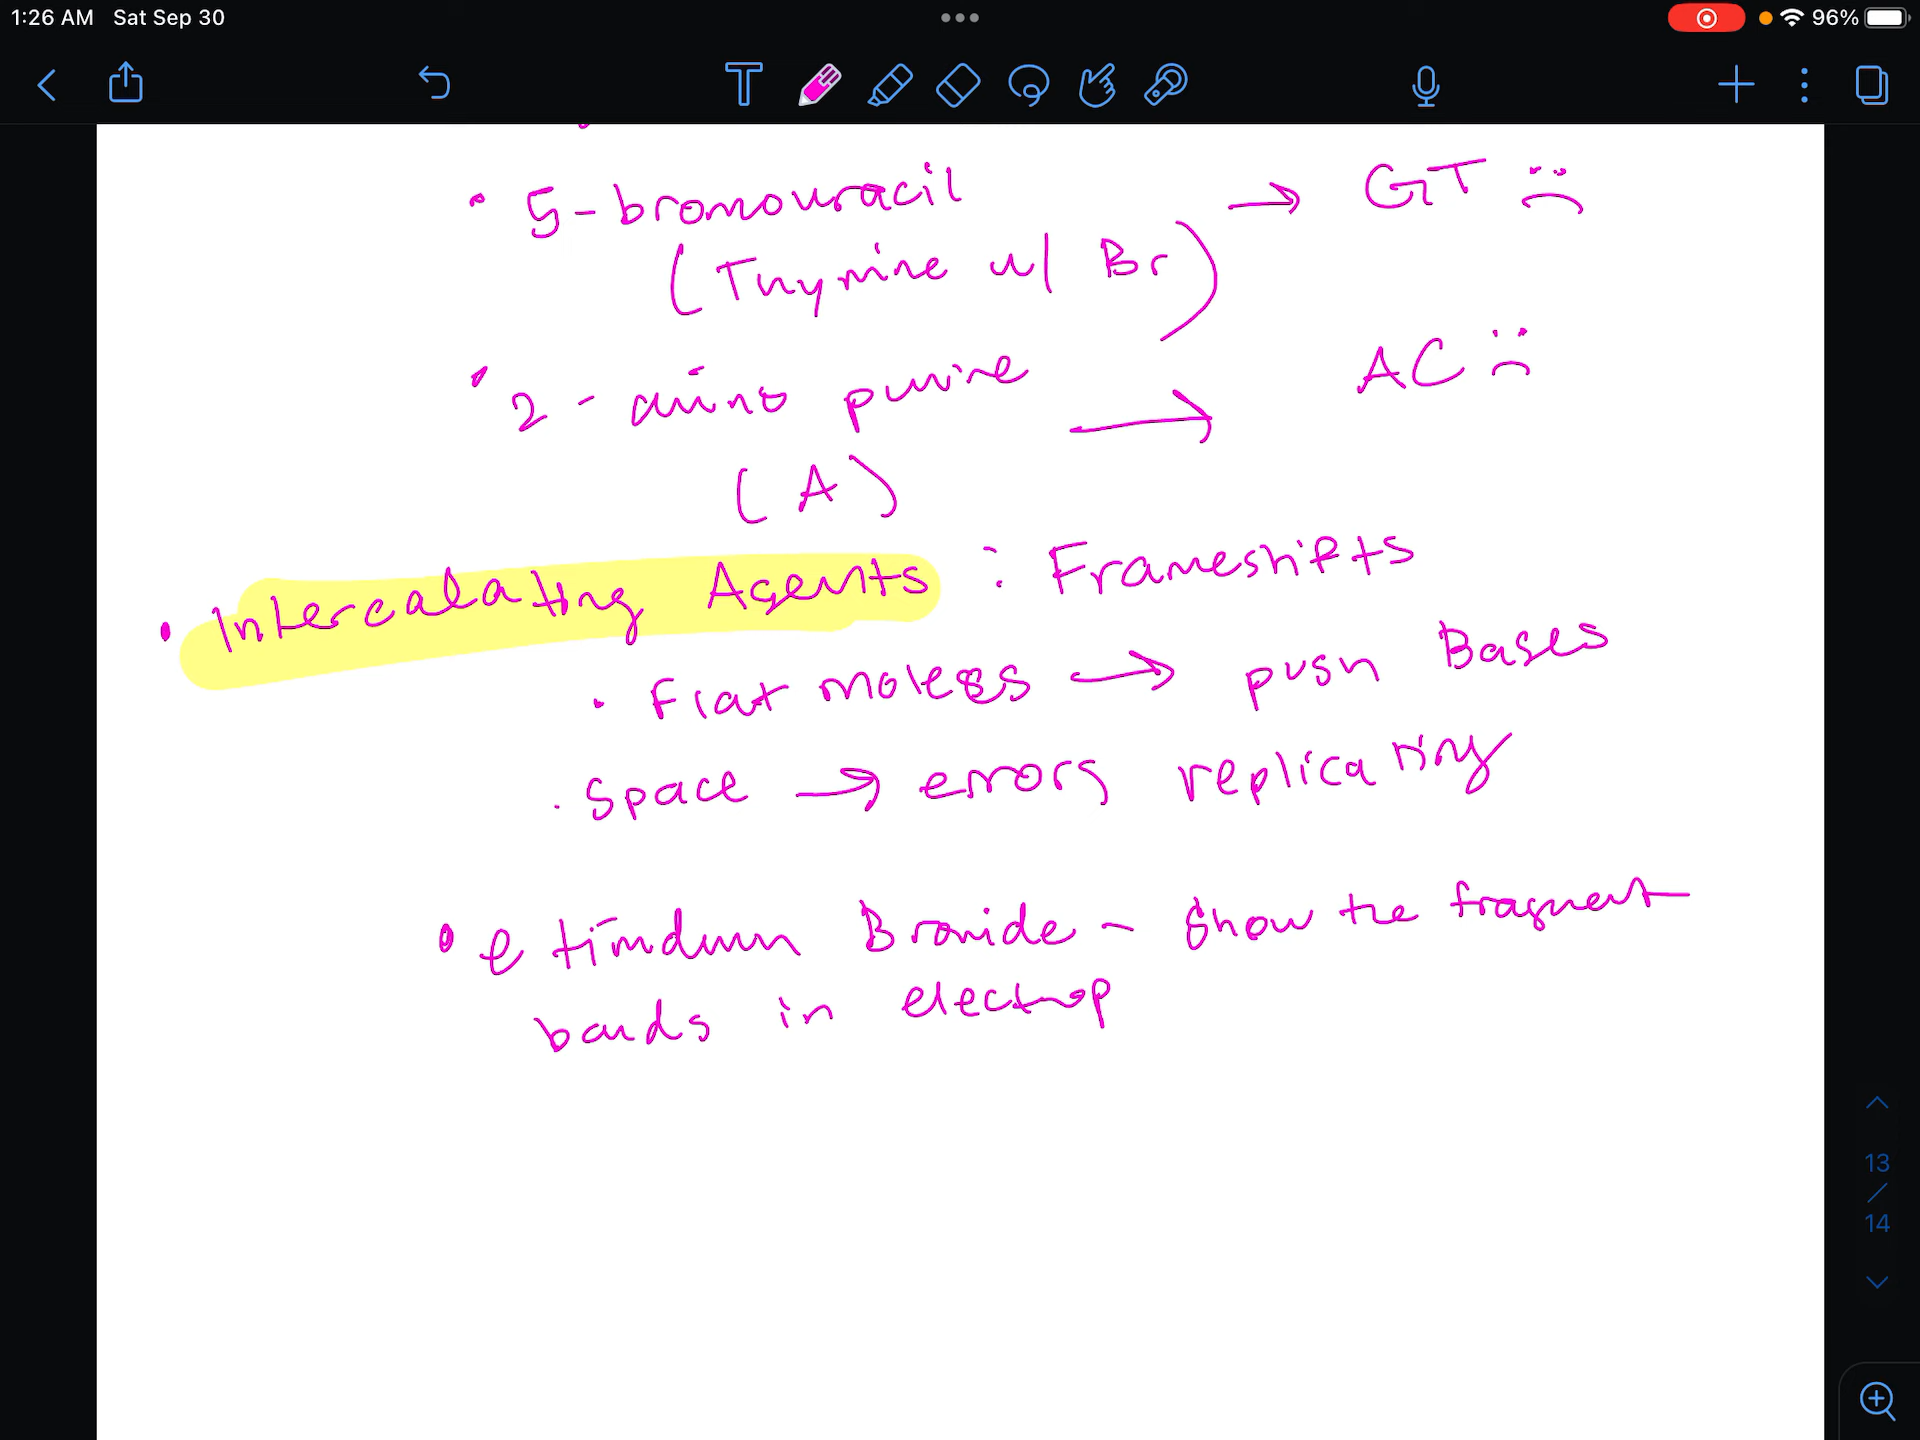 1:26 AM Sat Sep 30
96%
• 5-bromouracil → GT
(Thymine w/ Br)
• 2-amino purine → AC
(A)
• Intercalating Agents : Frameshifts
• Flat molecs → push Bases
• Space → errors replicating
• etimdium Bromide - Show the fragment
bands in electrop
13
/
14